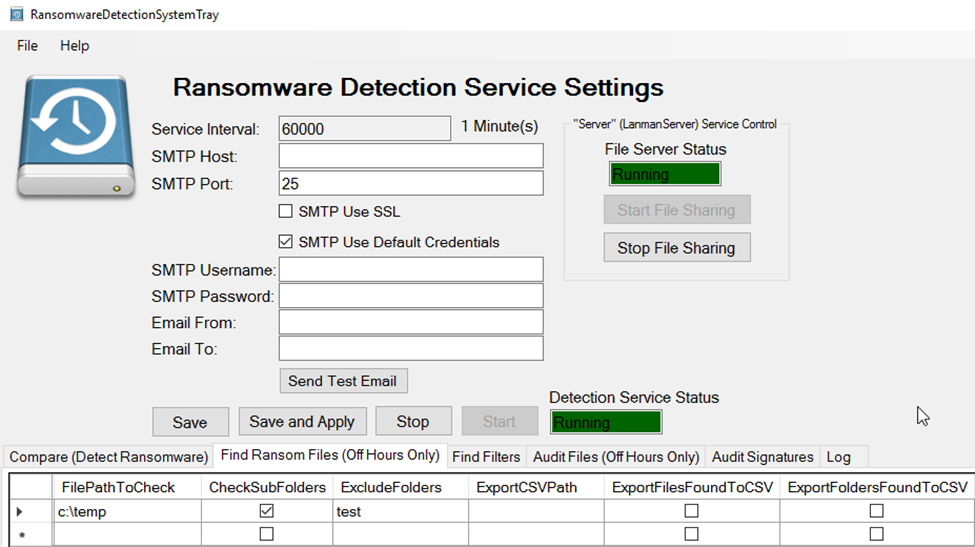 RansomwareDetectionSystemTray
File Help
Ransomware Detection Service Settings
Service Interval: 60000 1 Minute(s)
"Server" (LanmanServer) Service Control
SMTP Host:
File Server Status
SMTP Port: 25
Running
SMTP Use SSL
Start File Sharing
SMTP Use Default Credentials
Stop File Sharing
SMTP Username:
SMTP Password:
Email From:
Email To:
Send Test Email
Detection Service Status
Save Save and Apply Stop Start Running
Compare (Detect Ransomware) Find Ransom Files (Off Hours Only) Find Filters Audit Files (Off Hours Only) Audit Signatures Log
FilePathToCheck CheckSubFolders ExcludeFolders ExportCSVPath ExportFilesFoundToCSV ExportFoldersFoundToCSV
c:\temp test
*